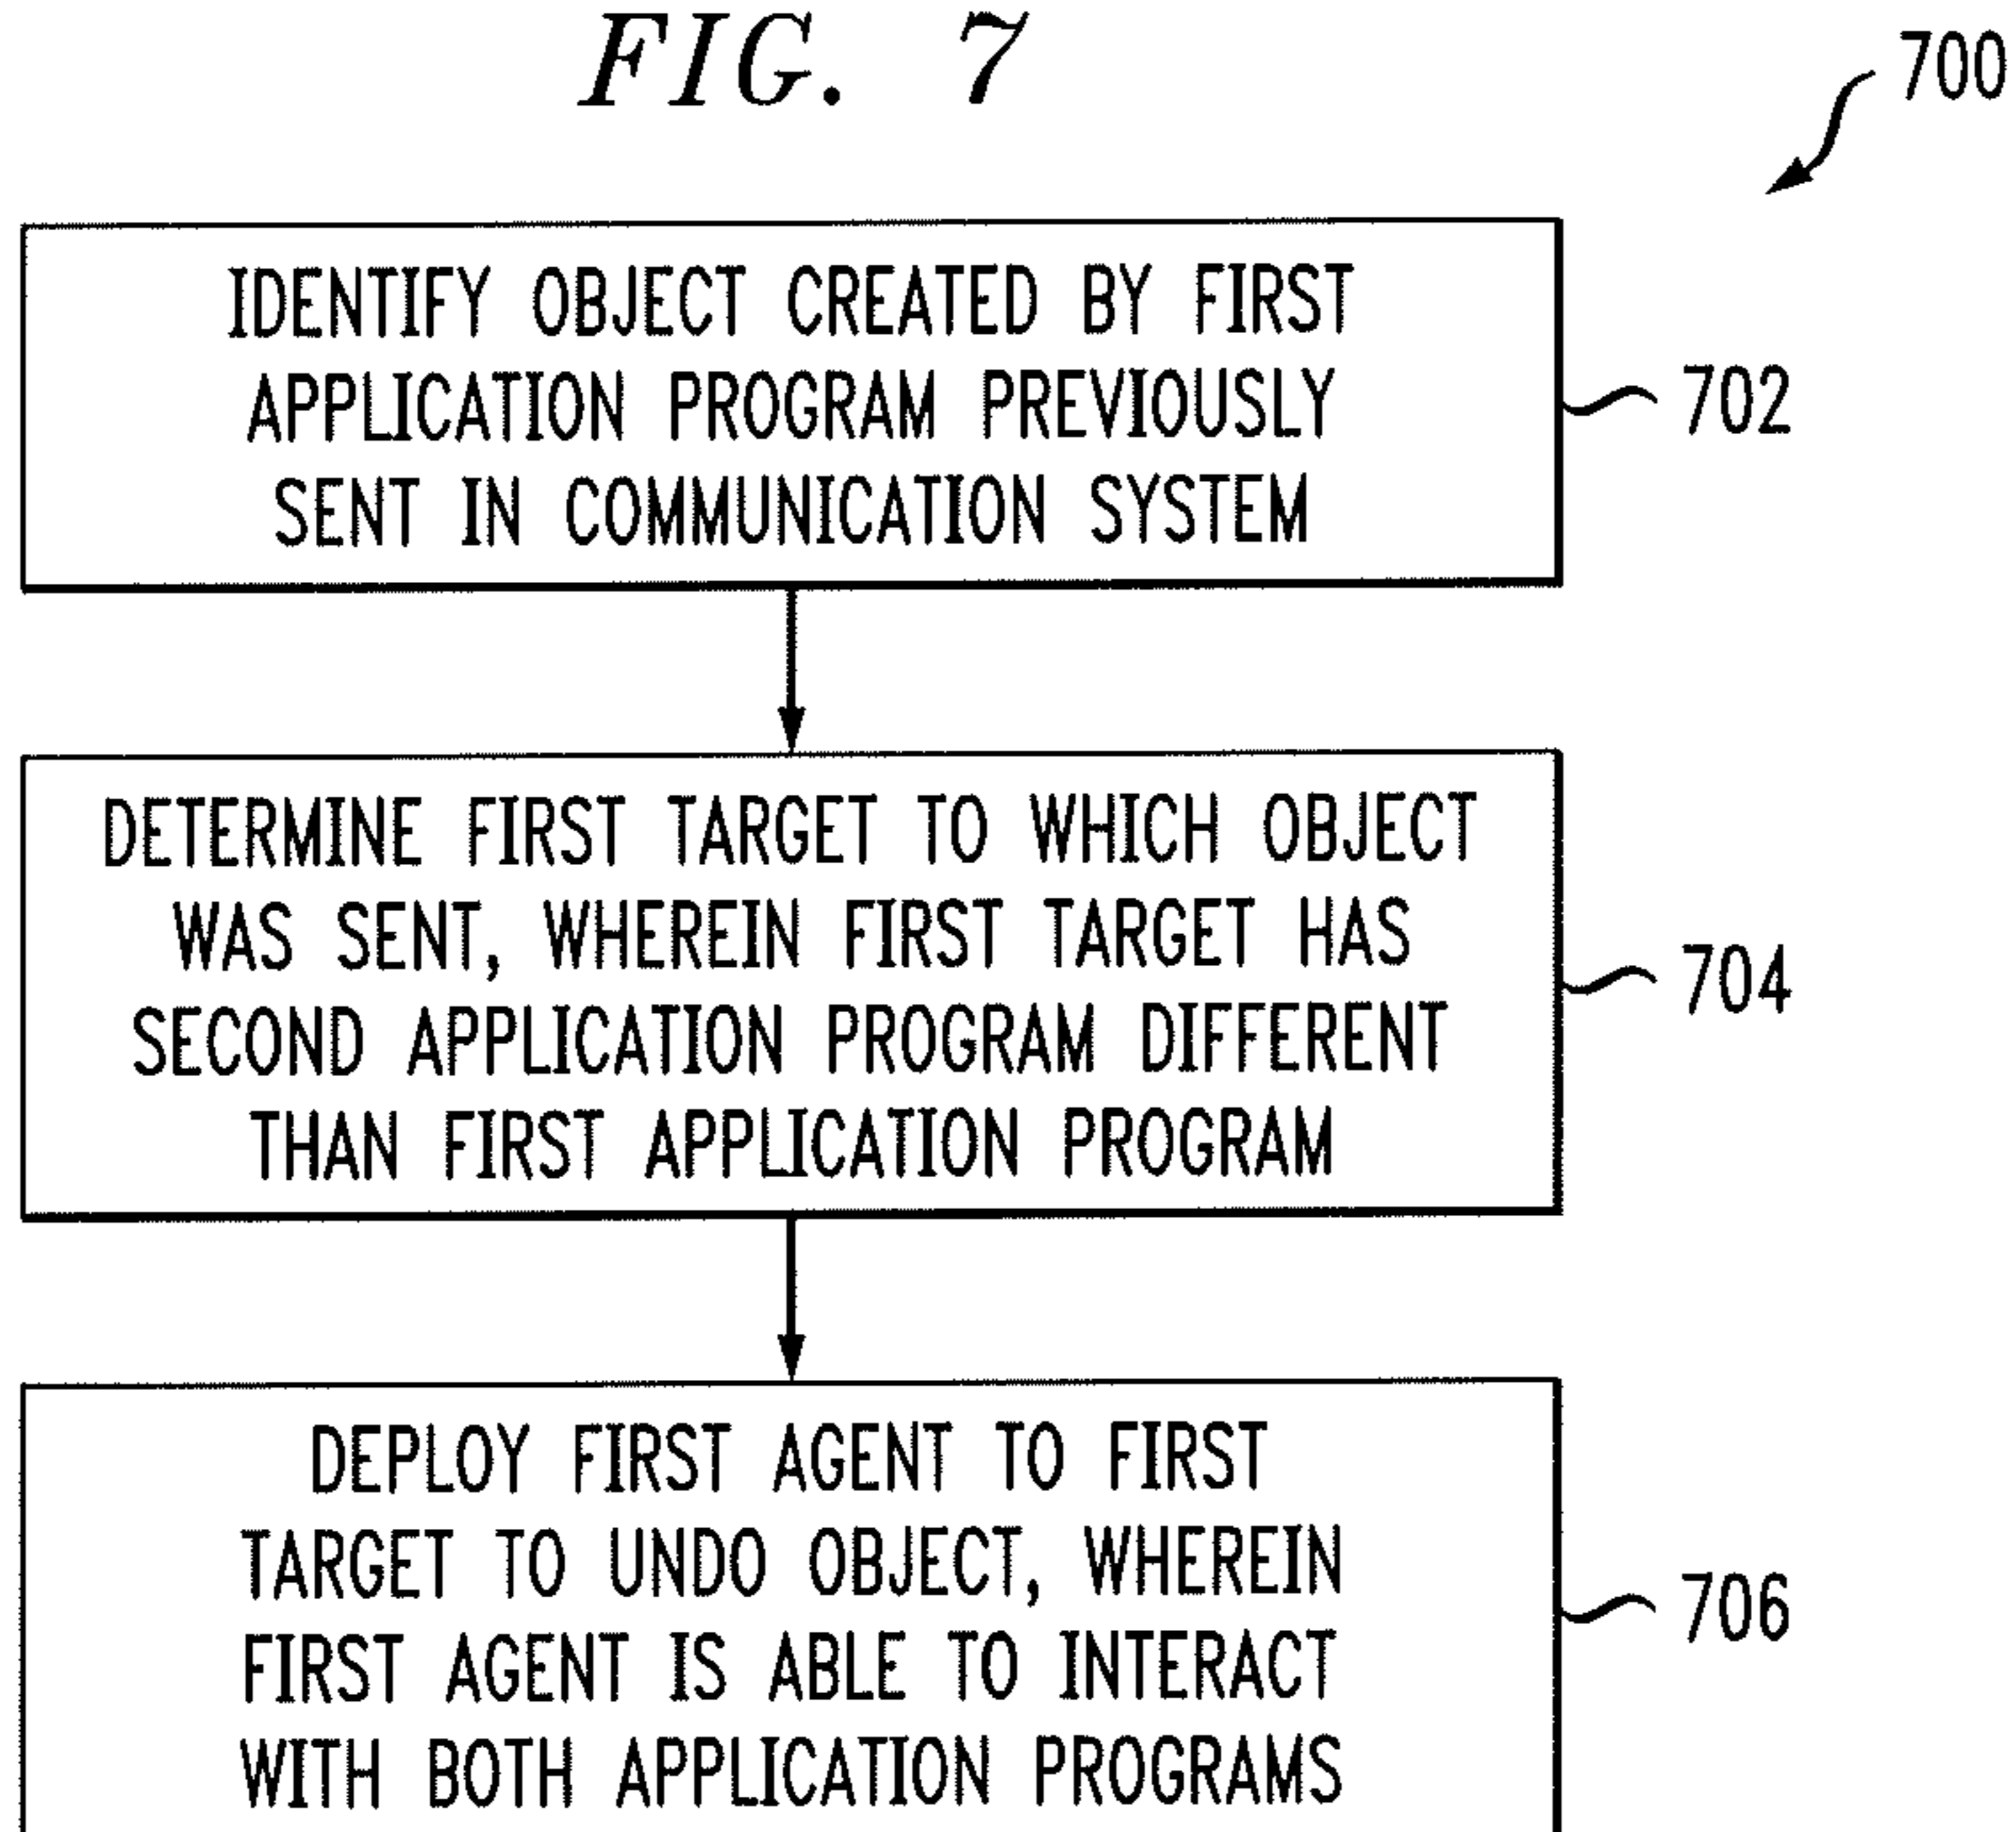 FIG. 7
700
IDENTIFY OBJECT CREATED BY FIRST
APPLICATION PROGRAM PREVIOUSLY
SENT IN COMMUNICATION SYSTEM
702
DETERMINE FIRST TARGET TO WHICH OBJECT
WAS SENT, WHEREIN FIRST TARGET HAS
SECOND APPLICATION PROGRAM DIFFERENT
THAN FIRST APPLICATION PROGRAM
704
DEPLOY FIRST AGENT TO FIRST
TARGET TO UNDO OBJECT, WHEREIN
FIRST AGENT IS ABLE TO INTERACT
WITH BOTH APPLICATION PROGRAMS
706